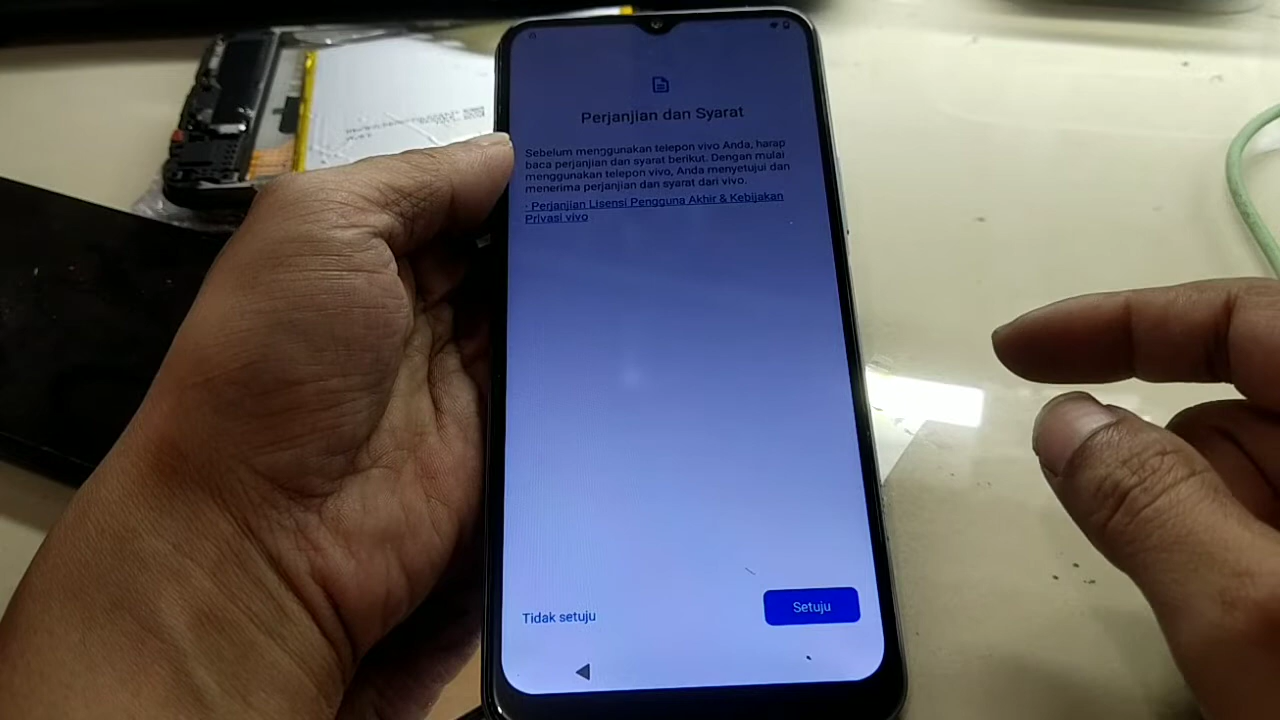 Perjanjian dan Syarat
Sebelum menggunakan telepon vivo Anda, harap
baca perjanjian dan syarat berikut. Dengan mulai
menggunakan telepon vivo, Anda menyetujui dan
menerima perjanjian dan syarat dari vivo.
· Perjanjian Lisensi Pengguna Akhir & Kebijakan
Privasi vivo
Tidak setuju
Setuju